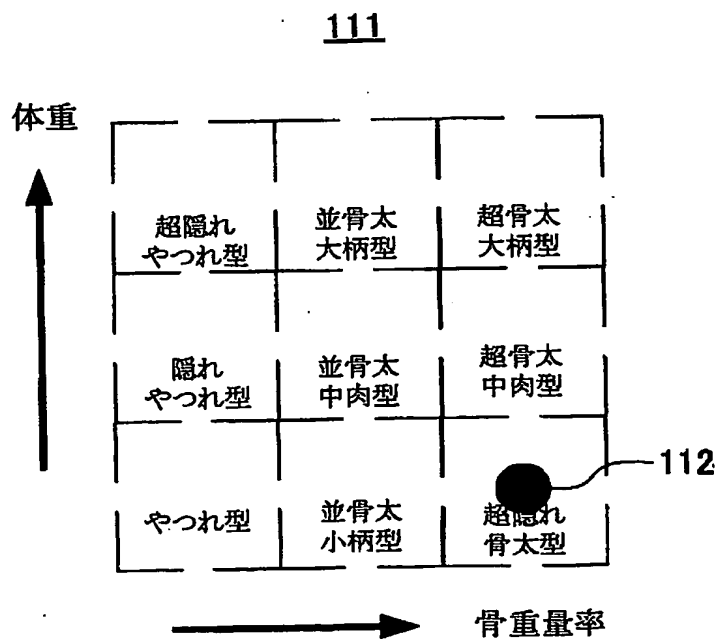 111
体重
超隠れ
やつれ型
並骨太
大柄型
超骨太
大柄型
隠れ
やつれ型
並骨太
中肉型
超骨太
中肉型
112
やつれ型
並骨太
小柄型
超隠れ
骨太型
骨重量率